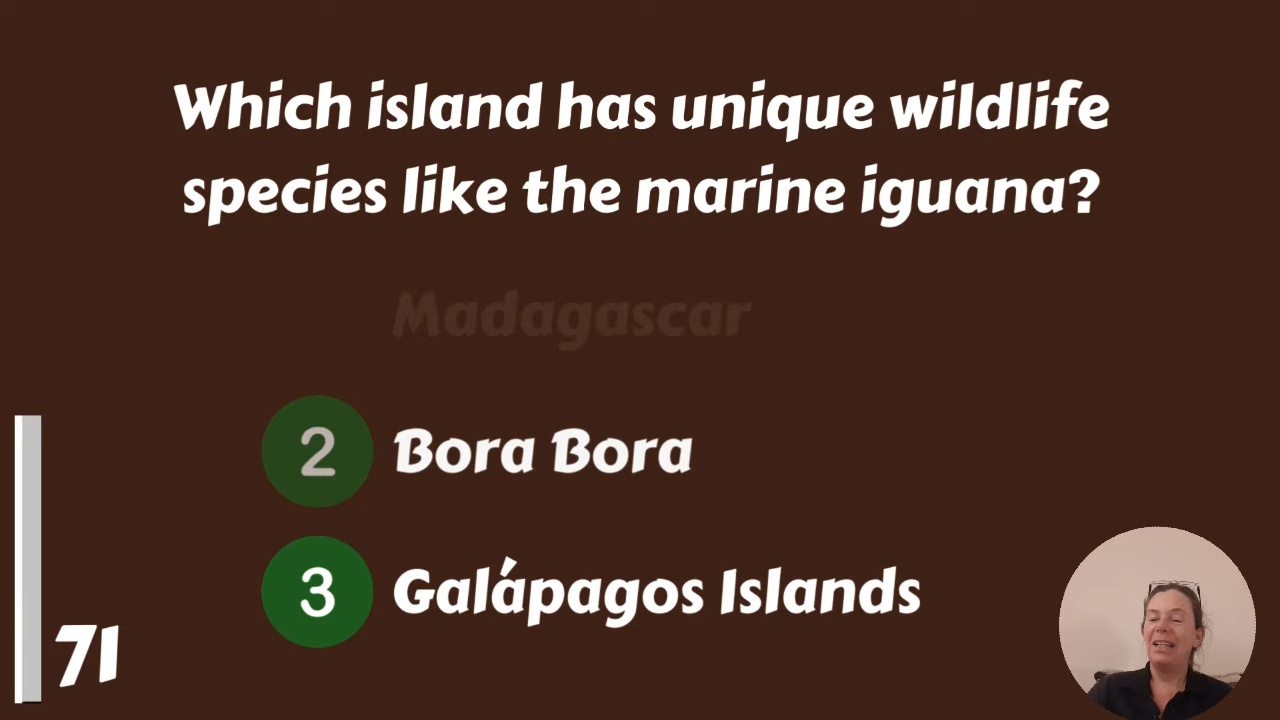 Which island has unique wildlife
species like the marine iguana?
Madagascar
2 Bora Bora
3 Galápagos Islands
71